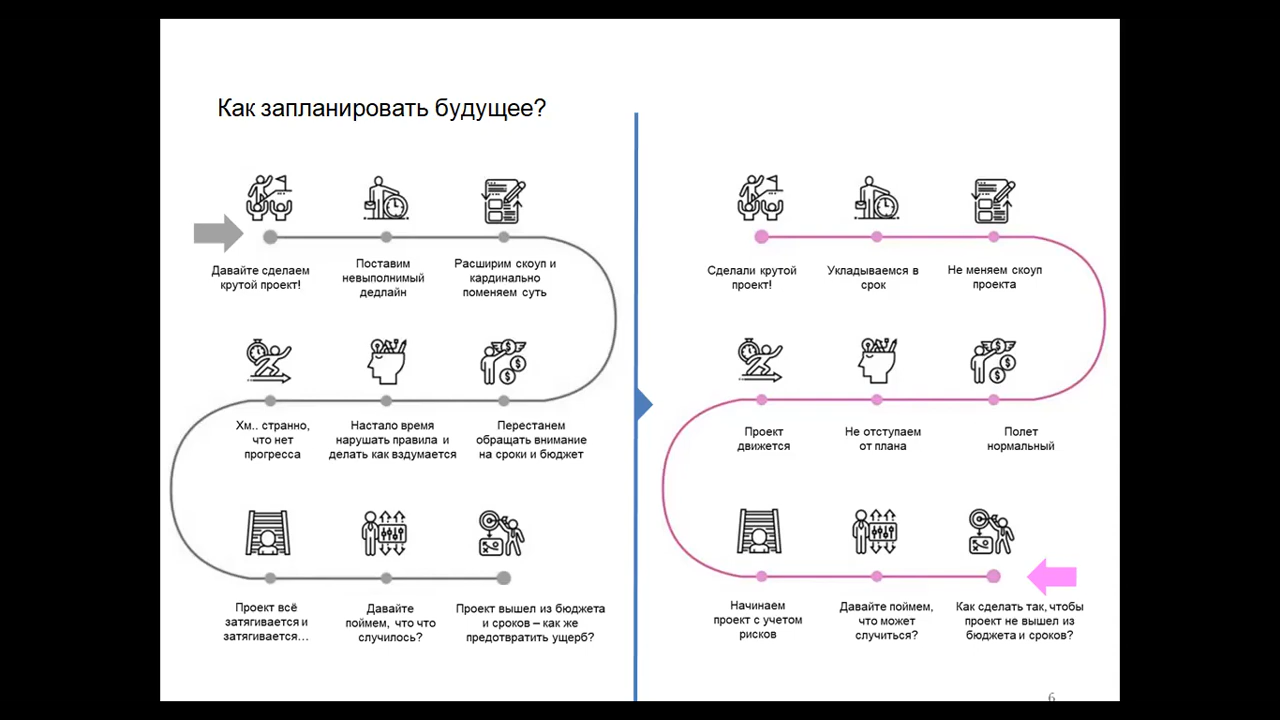 Как запланировать будущее?
Давайте сделаем
крутой проект!
Поставим
невыполнимый
дедлайн
Расширим скоуп и
кардинально
поменяем суть
Хм.. странно,
что нет
прогресса
Настало время
нарушать правила и
делать как вздумается
Перестанем
обращать внимание
на сроки и бюджет
Проект всё
затягивается и
затягивается...
Давайте
поймем, что что
случилось?
Проект вышел из бюджета
и сроков – как же
предотвратить ущерб?
Сделали крутой
проект!
Укладываемся в
срок
Не меняем скоуп
проекта
Проект
движется
Не отступаем
от плана
Полет
нормальный
Начинаем
проект с учетом
рисков
Давайте поймем,
что может
случиться?
Как сделать так, чтобы
проект не вышел из
бюджета и сроков?
6